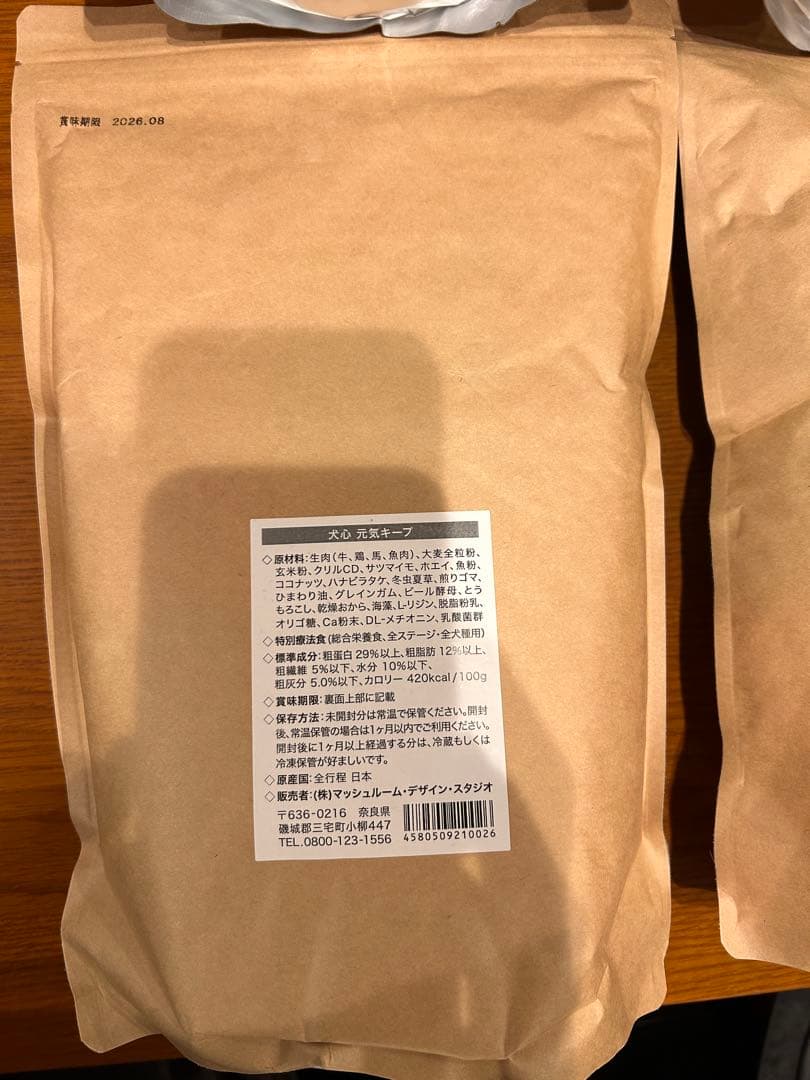 賞味期限 2026.08
犬心 元気キープ
◇原材料：生肉（牛、鶏、馬、魚肉）、大麦全粒粉、
玄米粉、クリルCD、サツマイモ、ホエイ、魚粉、
ココナッツ、ハナビラタケ、冬虫夏草、煎りゴマ、
ひまわり油、グレインガム、ビール酵母、とう
もろこし、乾燥おから、海藻、L-リジン、脱脂粉乳、
オリゴ糖、Ca粉末、DL-メチオニン、乳酸菌群
◇特別療法食（総合栄養食、全ステージ・全犬種用）
◇標準成分：粗蛋白 29%以上、粗脂肪 12%以上、
粗繊維 5%以下、水分 10%以下、
粗灰分 5.0%以下、カロリー 420kcal/100g
◇賞味期限：裏面上部に記載
◇保存方法：未開封分は常温で保管ください。開封
後、常温保管の場合は1ヶ月以内でご利用ください。
開封後に1ヶ月以上経過する分は、冷蔵もしくは
冷凍保管が好ましいです。
◇原産国：全行程 日本
◇販売者：（株）マッシュルーム・デザイン・スタジオ
〒636-0216 奈良県
磯城郡三宅町小柳447
TEL.0800-123-1556
4580509210026